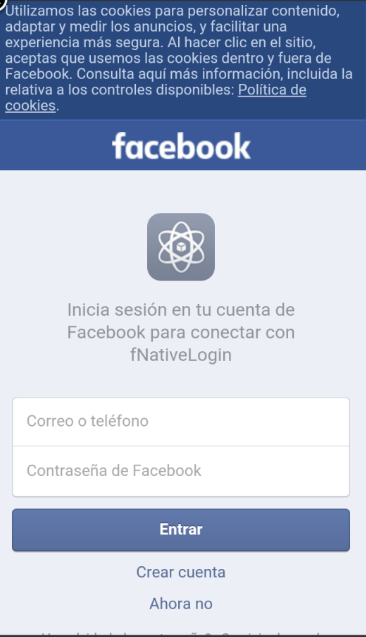 Utilizamos las cookies para personalizar contenido,
adaptar y medir los anuncios, y facilitar una
experiencia más segura. Al hacer clic en el sitio,
aceptas que usemos las cookies dentro y fuera de
Facebook. Consulta aquí más información, incluida la
relativa a los controles disponibles: Política de
cookies.
facebook
Inicia sesión en tu cuenta de
Facebook para conectar con
fNativeLogin
Correo o teléfono
Contraseña de Facebook
Entrar
Crear cuenta
Ahora no